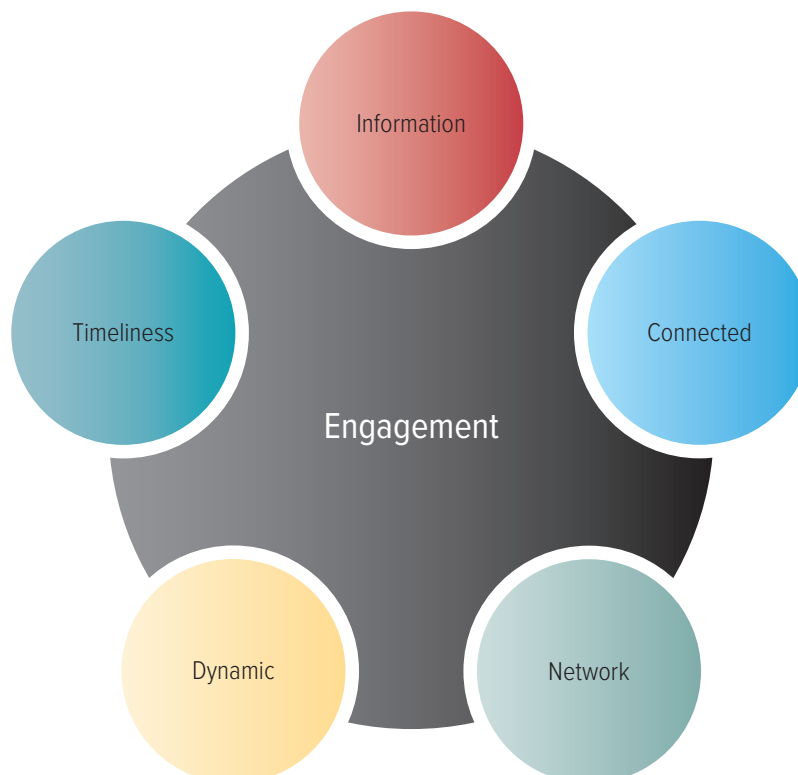 Information
Timeliness
Connected
Engagement
Dynamic
Network